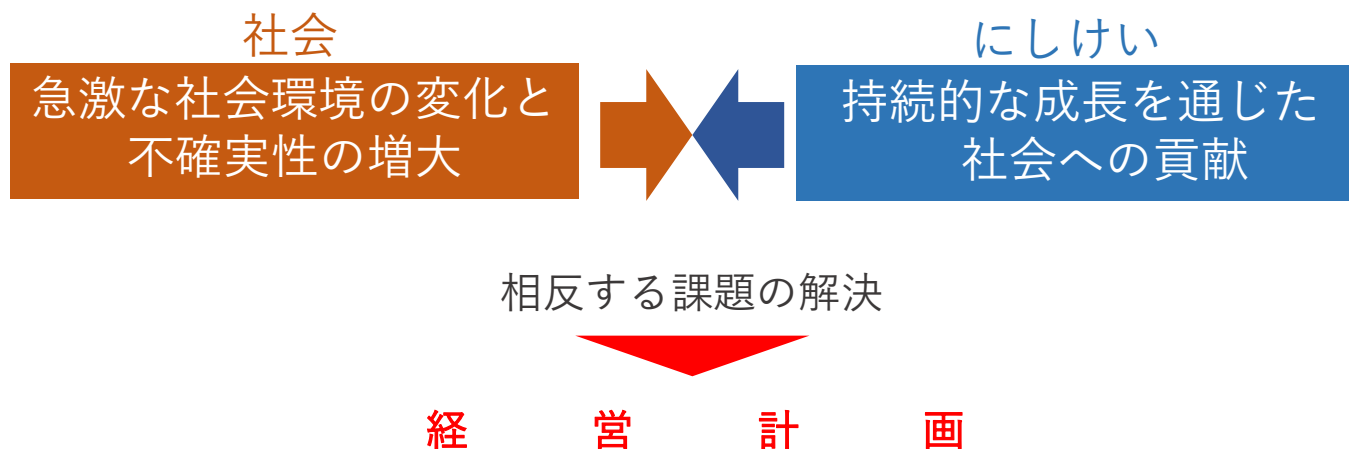 社会
急激な社会環境の変化と
不確実性の増大
にしけい
持続的な成長を通じた
社会への貢献
相反する課題の解決
経　営　計　画